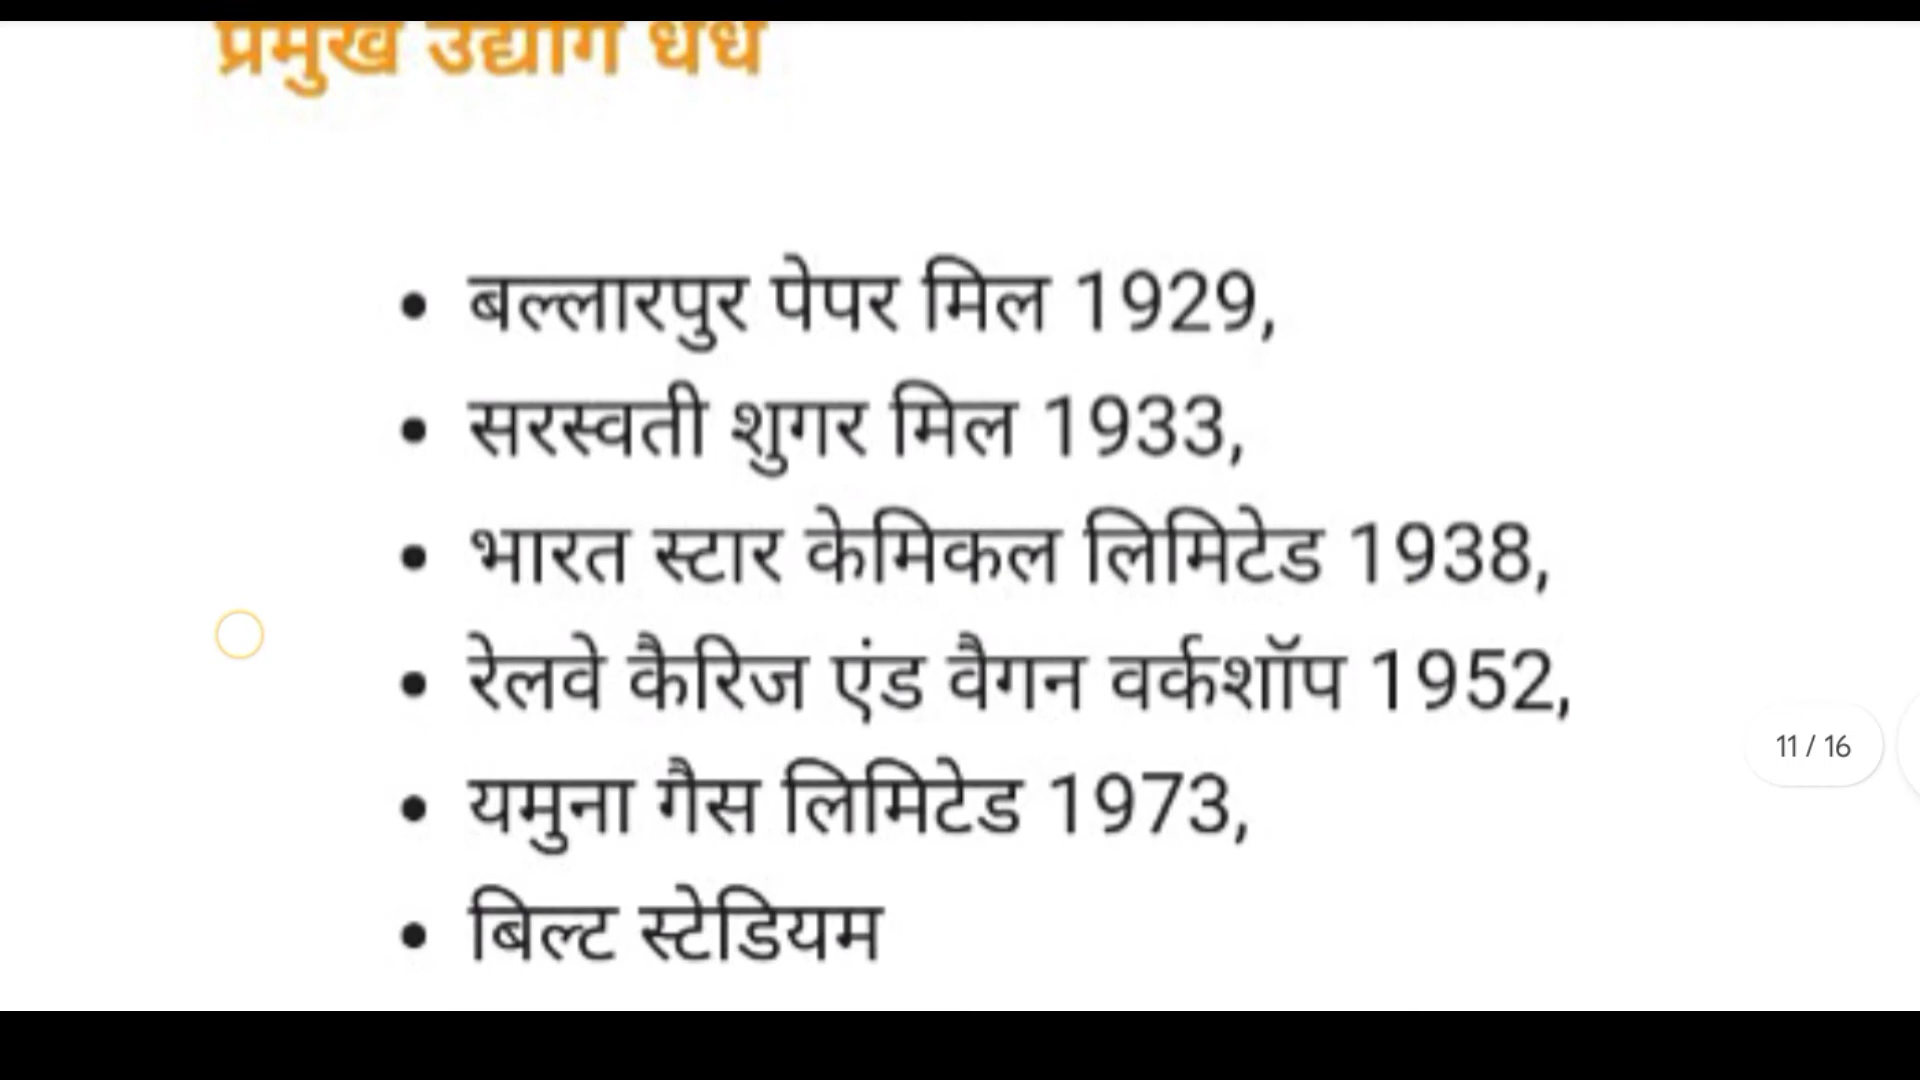 प्रमुख उद्योग धंधे
• बल्लारपुर पेपर मिल 1929,
• सरस्वती शुगर मिल 1933,
• भारत स्टार केमिकल लिमिटेड 1938,
• रेलवे कैरिज एंड वैगन वर्कशॉप 1952,
11 / 16
• यमुना गैस लिमिटेड 1973,
• बिल्ट स्टेडियम